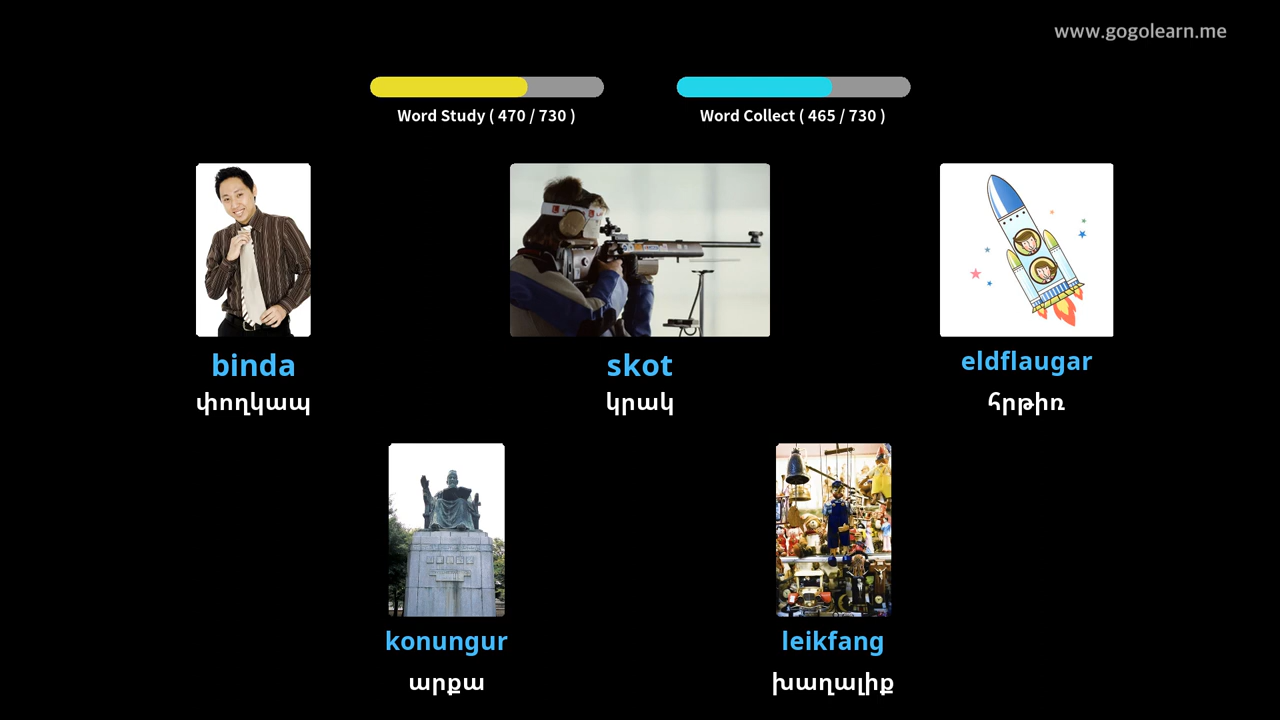 www.gogolearn.me
Word Study ( 470 / 730 )
Word Collect ( 465 / 730 )
binda
փողկապ
skot
կրակ
eldflaugar
հրթիռ
konungur
արքա
leikfang
խաղալիք